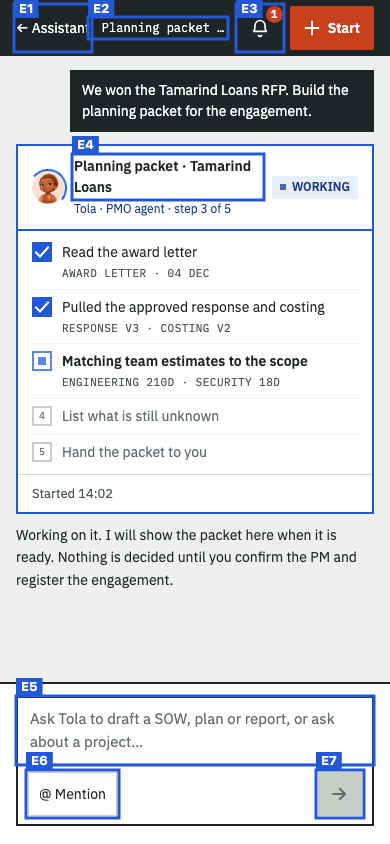 E1
← Assistant
E2
Planning packet …
E3
1
+ Start
We won the Tamarind Loans RFP. Build the
planning packet for the engagement.
E4
Planning packet · Tamarind
Loans
Tola · PMO agent · step 3 of 5
WORKING
Read the award letter
AWARD LETTER · 04 DEC
Pulled the approved response and costing
RESPONSE V3 · COSTING V2
Matching team estimates to the scope
ENGINEERING 210D · SECURITY 18D
4 List what is still unknown
5 Hand the packet to you
Started 14:02
Working on it. I will show the packet here when it is
ready. Nothing is decided until you confirm the PM and
register the engagement.
E5
Ask Tola to draft a SOW, plan or report, or ask
about a project...
E6
@ Mention
E7
→